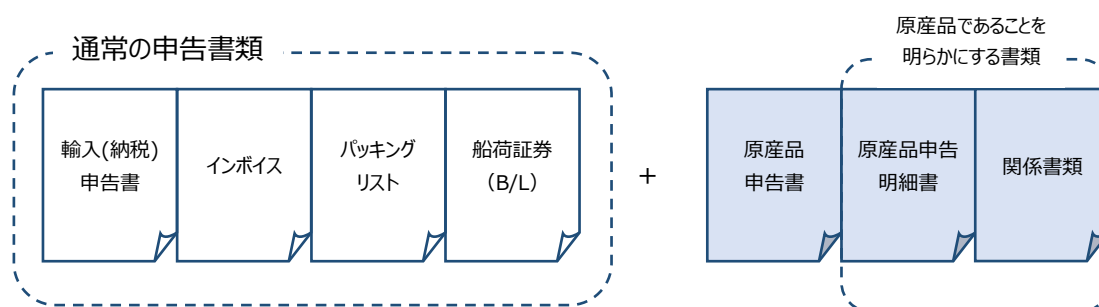 通常の申告書類
原産品であることを
明らかにする書類
輸入(納税)
申告書
インボイス
パッキング
リスト
船荷証券
（B/L）
+
原産品
申告書
原産品申告
明細書
関係書類